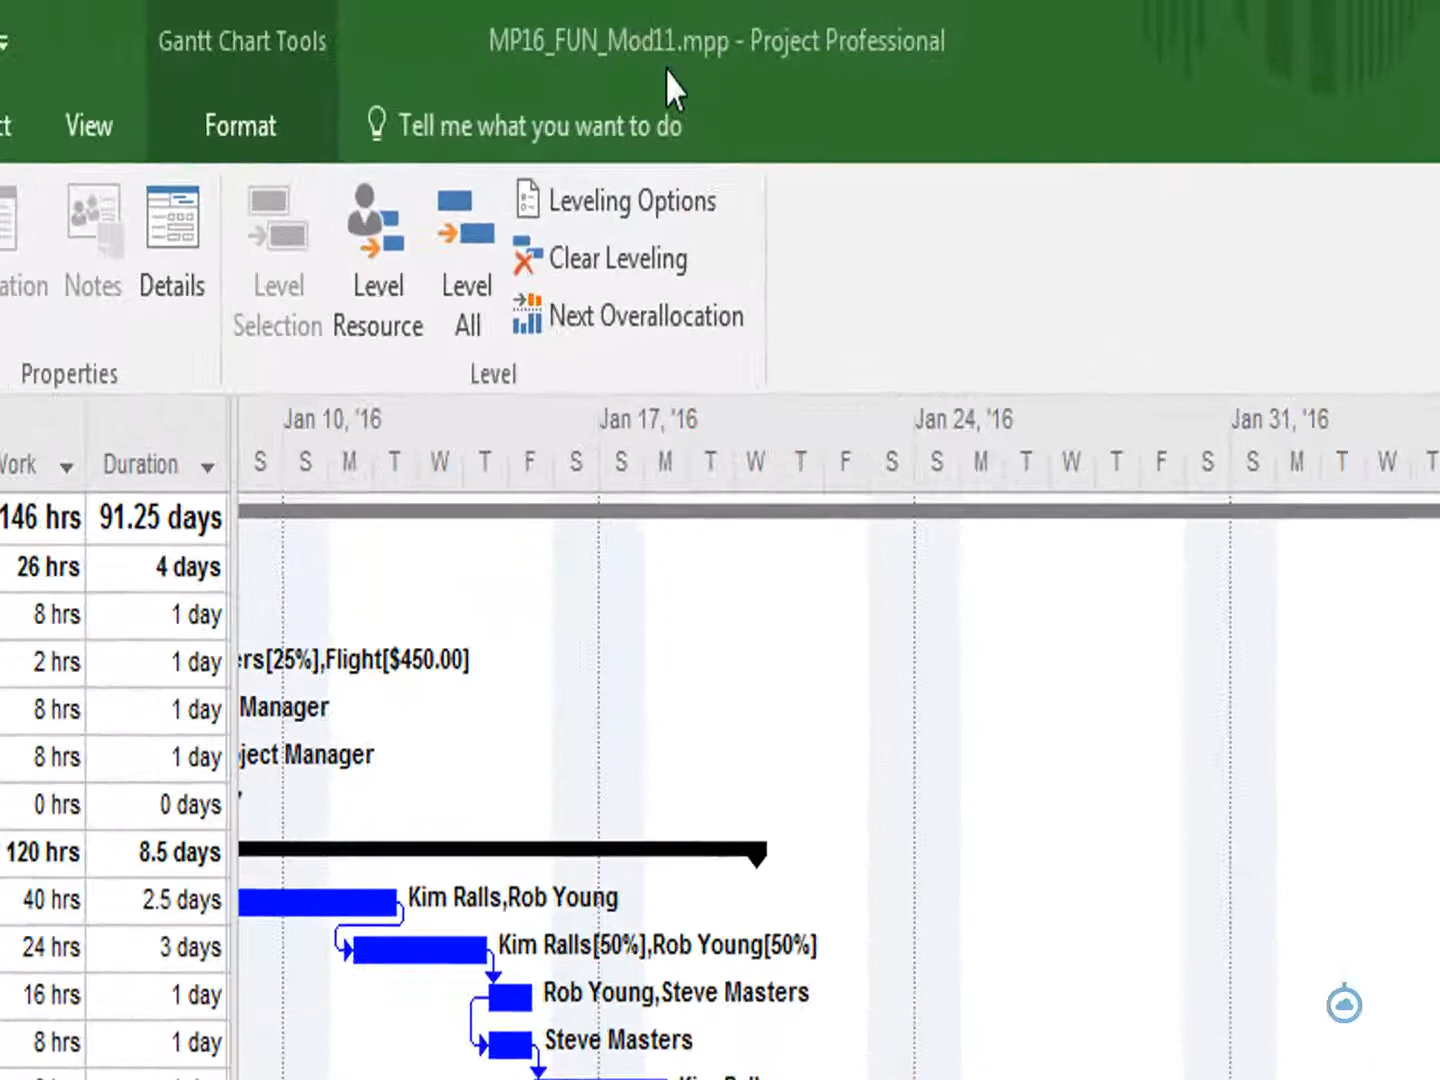 Gantt Chart Tools
MP16_FUN_Mod11.mpp - Project Professional
View
Format
Tell me what you want to do
Notes
Details
Level Selection
Level Resource
Level All
Leveling Options
Clear Leveling
Next Overallocation
Properties
Level
Jan 10, '16
Jan 17, '16
Jan 24, '16
Jan 31, '16
Duration
S S M T W T F S S M T W T F S S M T W T F S S M T W T
146 hrs 91.25 days
26 hrs 4 days
8 hrs 1 day
2 hrs 1 day ers[25%],Flight[$450.00]
8 hrs 1 day Manager
8 hrs 1 day ject Manager
0 hrs 0 days
120 hrs 8.5 days
40 hrs 2.5 days Kim Ralls,Rob Young
24 hrs 3 days Kim Ralls[50%],Rob Young[50%]
16 hrs 1 day Rob Young,Steve Masters
8 hrs 1 day Steve Masters